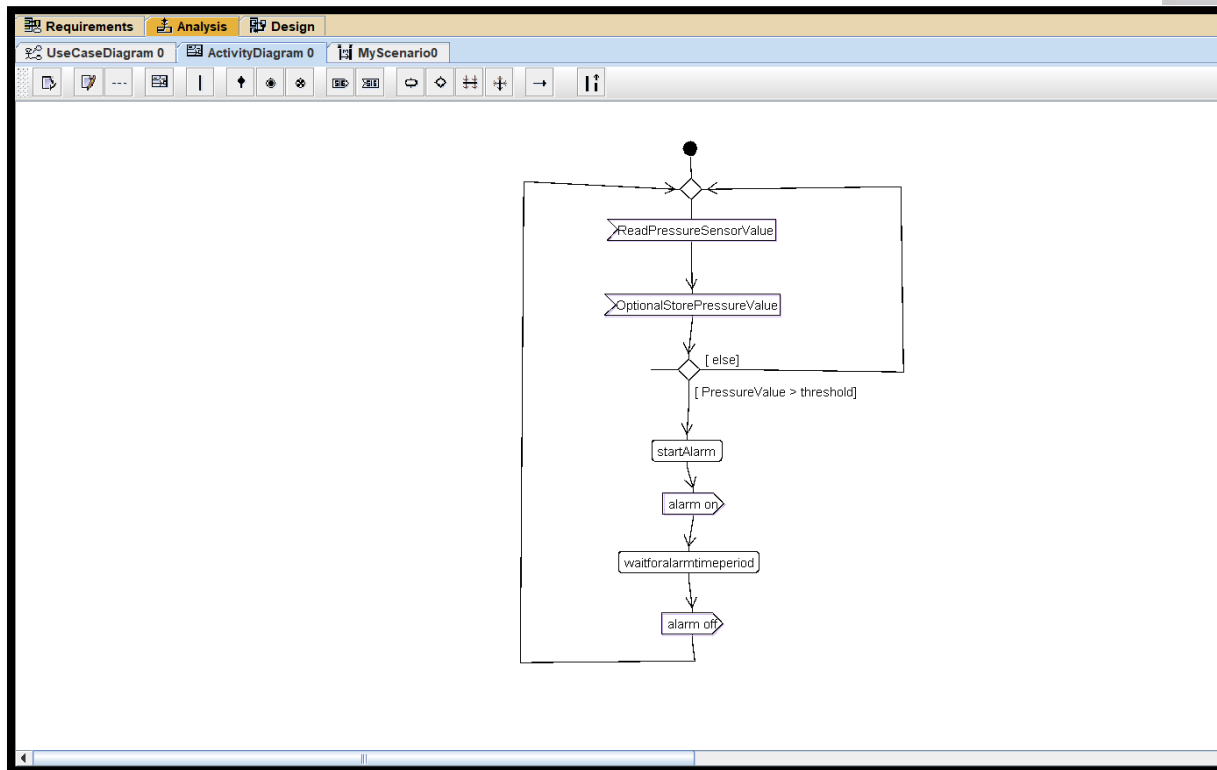 Requirements Analysis Design
UseCaseDiagram 0 ActivityDiagram 0 MyScenario0
ReadPressureSensorValue
OptionalStorePressureValue
[ else]
[ PressureValue > threshold]
startAlarm
alarm on
waitforalarmtimeperiod
alarm off